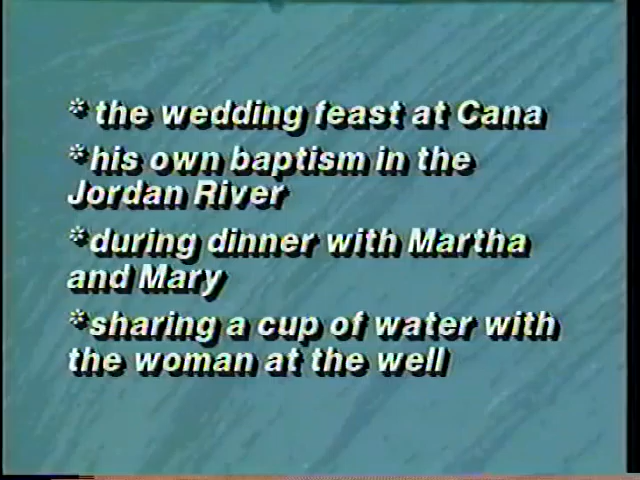 * the wedding feast at Cana
*his own baptism in the
Jordan River
*during dinner with Martha
and Mary
*sharing a cup of water with
the woman at the well